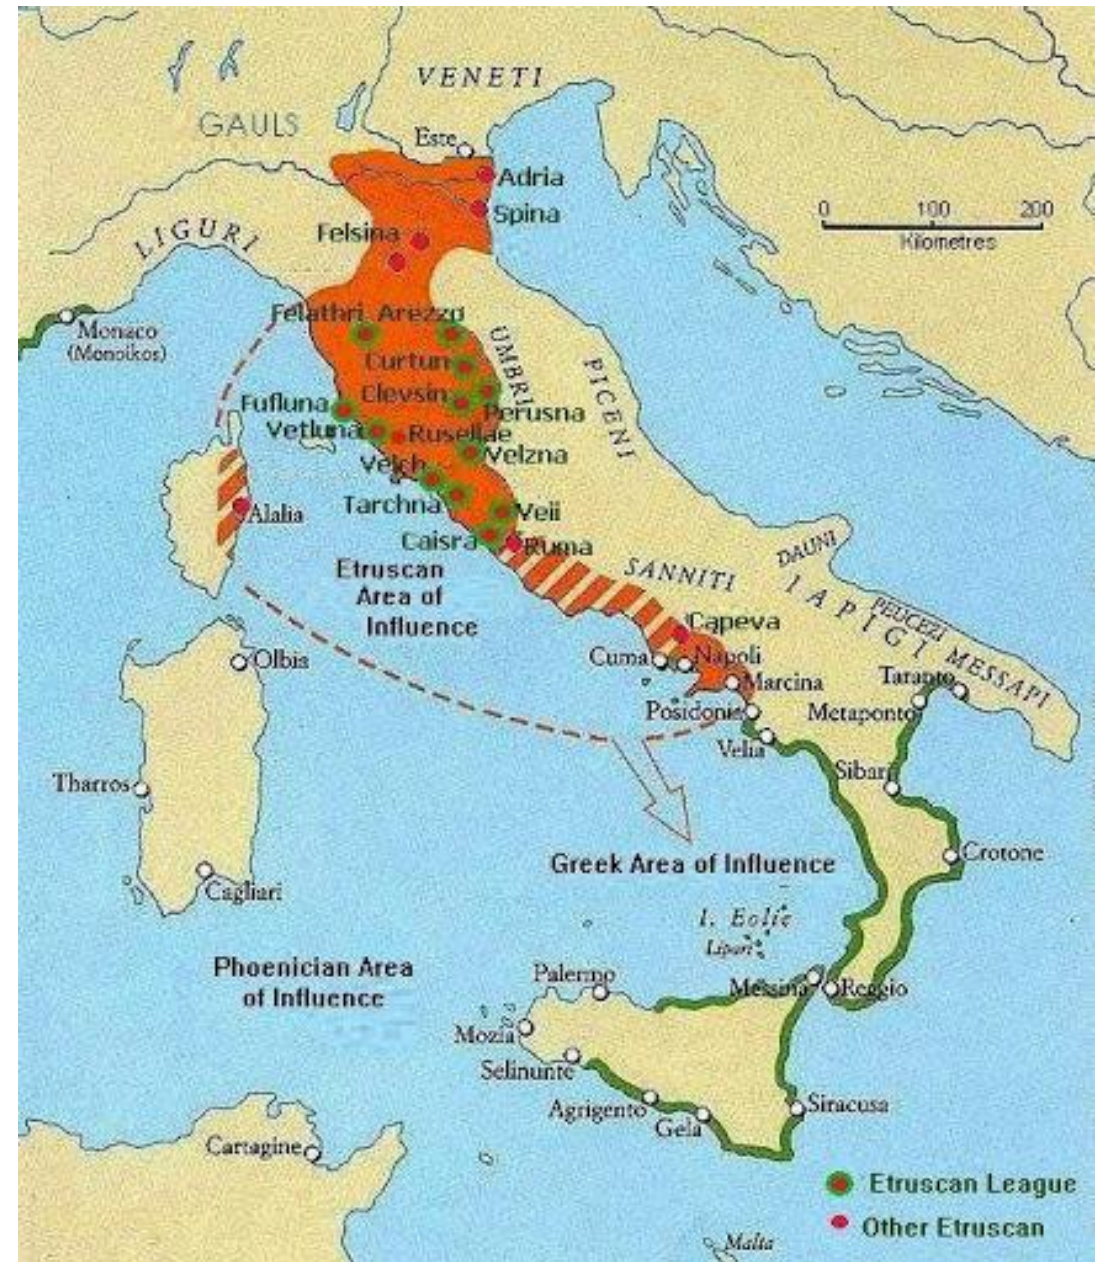 VENETI
GAULS
Este
Adria
Spina
0 100 200
Kilometres
Felsina
LIGURI
Monaco
(Monoikos)
Felathri Arezzo
UMBRI
PICENI
Curtun
Clevsin
Perusna
Fufluna
Vetluna
Rusellae
Velzna
Velch
Tarchna
Veii
Alalia
Caisra
Ruma
Etruscan
Area of
Influence
SANNITI
DAUNI
IAPIGI
PEUCEZI
MESSAPI
Capeva
Cuma
Napoli
Olbia
Marcina
Taranto
Posidonia
Metaponto
Velia
Sibari
Tharros
Greek Area of Influence
Crotone
Cagliari
I. Eolie
Lipari
Phoenician Area
of Influence
Palermo
Messina
Reggio
Mozia
Selinunte
Agrigento
Gela
Siracusa
Cartagine
Etruscan League
Other Etruscan
Malta